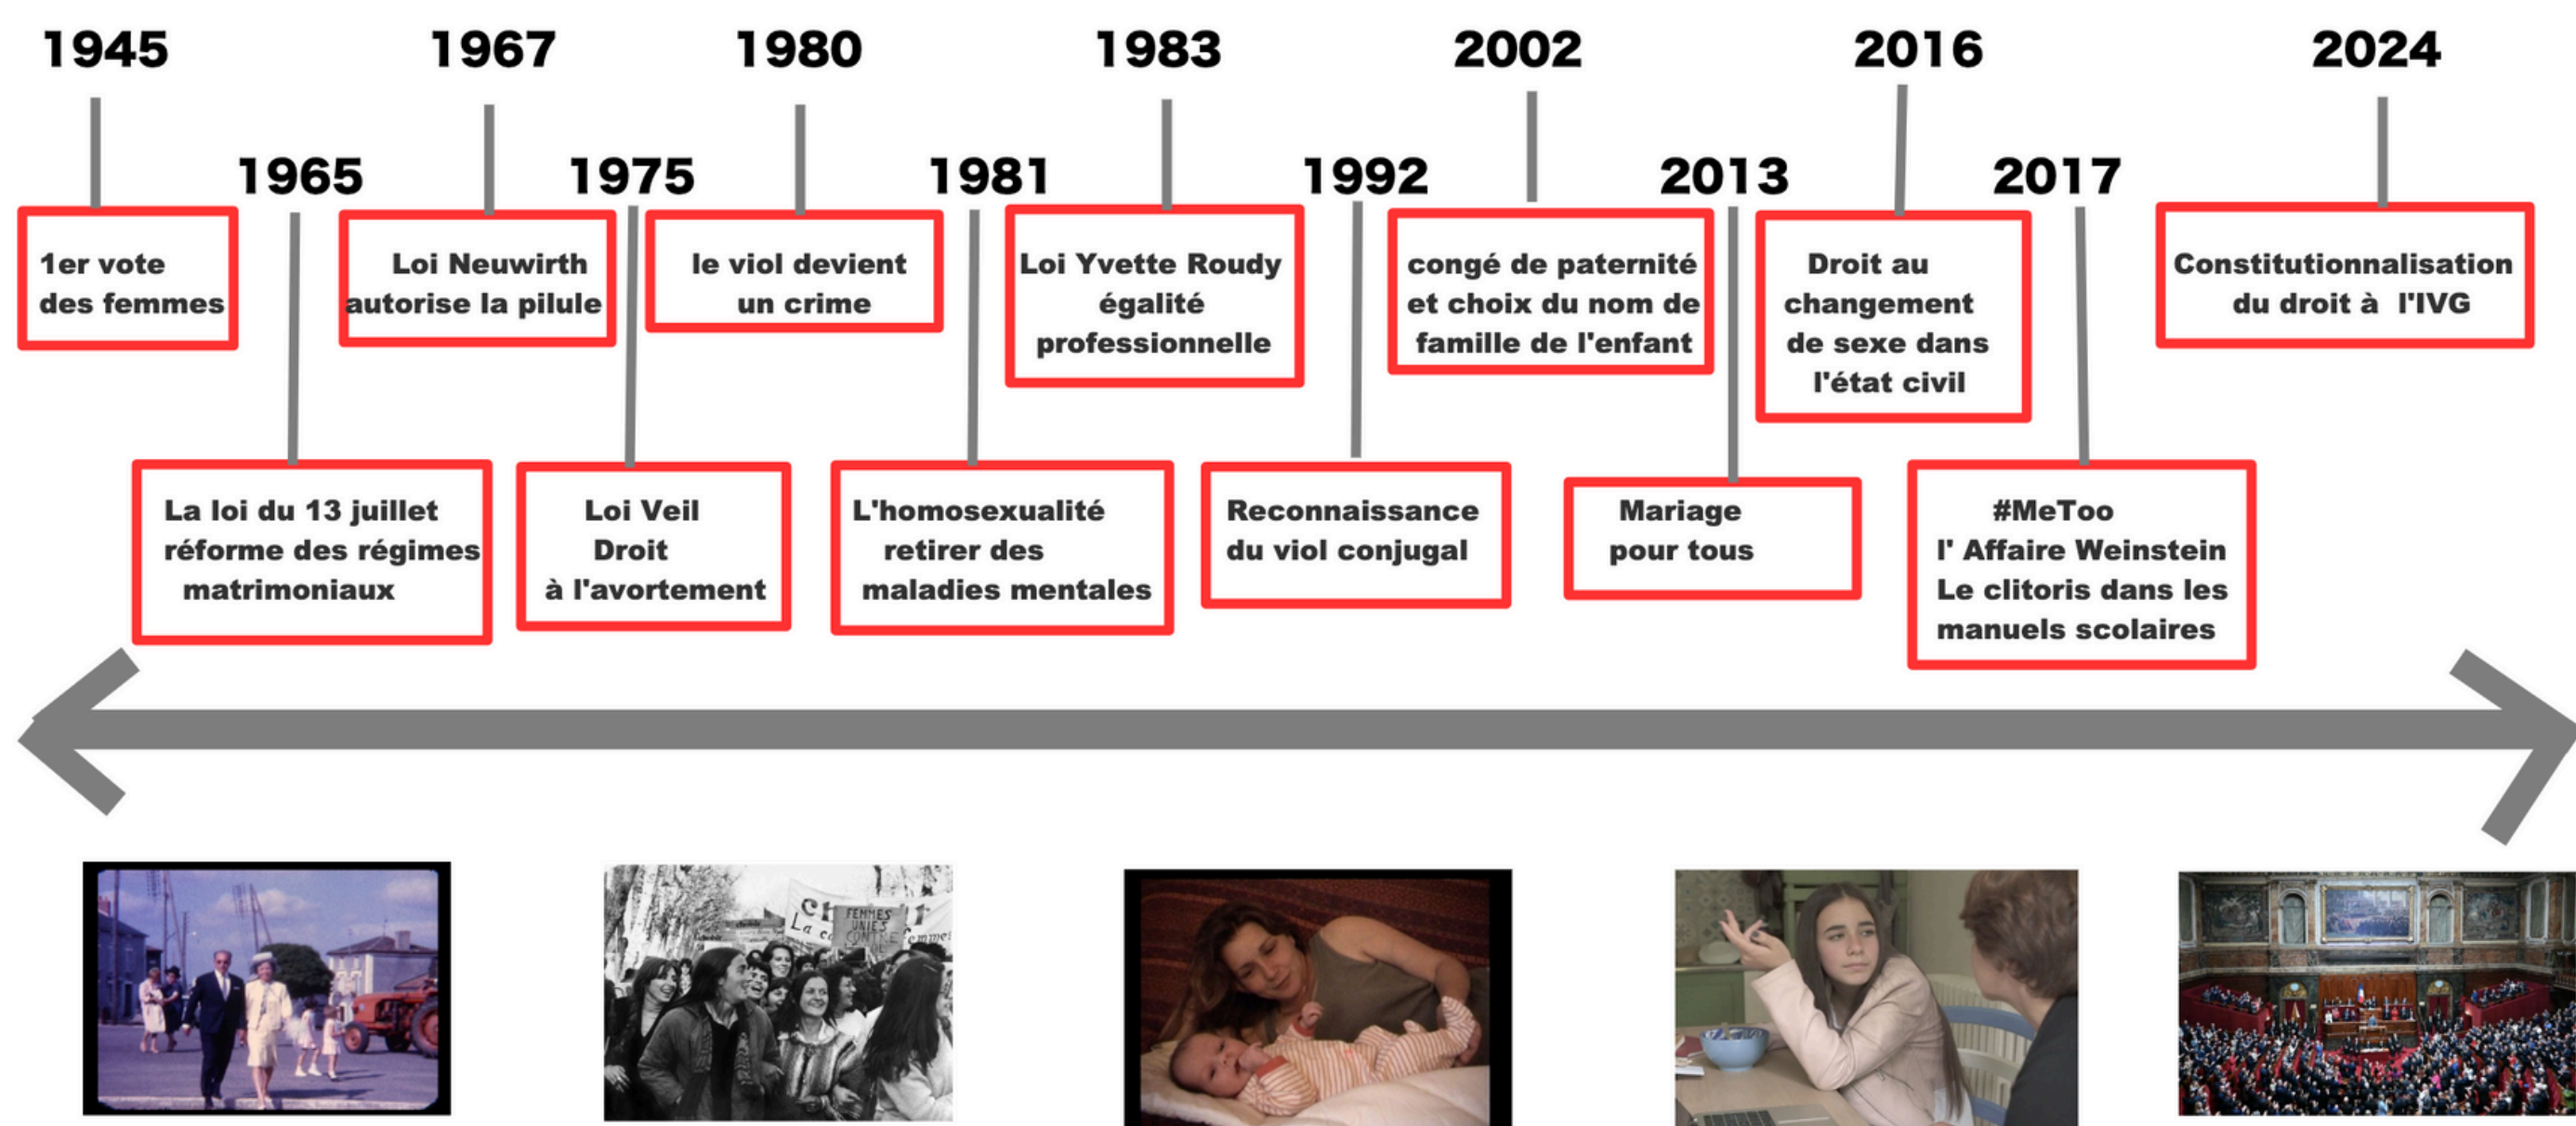 1945
1967
1980
1983
2002
2016
2024
1965
1975
1981
1992
2013
2017
1er vote
des femmes
Loi Neuwirth
autorise la pilule
le viol devient
un crime
Loi Yvette Roudy
égalité
professionnelle
congé de paternité
et choix du nom de
famille de l'enfant
Droit au
changement
de sexe dans
l'état civil
Constitutionnalisation
du droit à  l'IVG
La loi du 13 juillet
réforme des régimes
matrimoniaux
Loi Veil
Droit
à l'avortement
L'homosexualité
retirer des
maladies mentales
Reconnaissance
du viol conjugal
Mariage
pour tous
#MeToo
l' Affaire Weinstein
Le clitoris dans les
manuels scolaires
La
FEMMES
UNIES
CONTRE